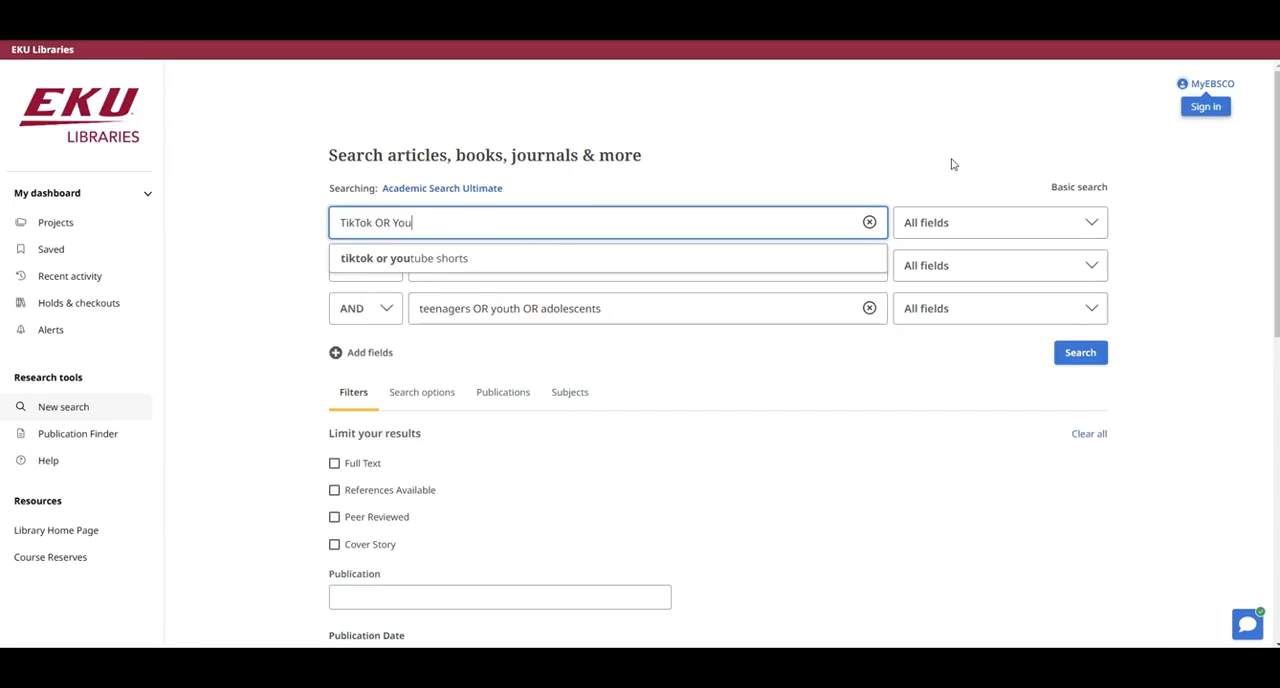 EKU Libraries
EKU
LIBRARIES
My dashboard
Projects
Saved
Recent activity
Holds & checkouts
Alerts
Research tools
New search
Publication Finder
Help
Resources
Library Home Page
Course Reserves
MyEBSCO
Sign in
Search articles, books, journals & more
Searching: Academic Search Ultimate
Basic search
TikTok OR You
All fields
tiktok or youtube shorts
All fields
AND
teenagers OR youth OR adolescents
All fields
Add fields
Search
Filters
Search options
Publications
Subjects
Limit your results
Clear all
Full Text
References Available
Peer Reviewed
Cover Story
Publication
Publication Date